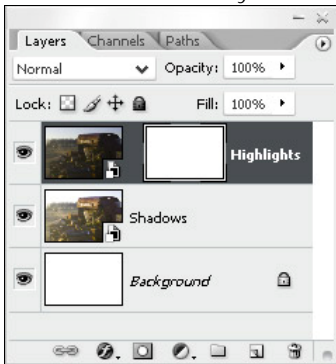 Layers Channels Paths
Normal Opacity: 100%
Lock: Fill: 100%
Highlights
Shadows
Background